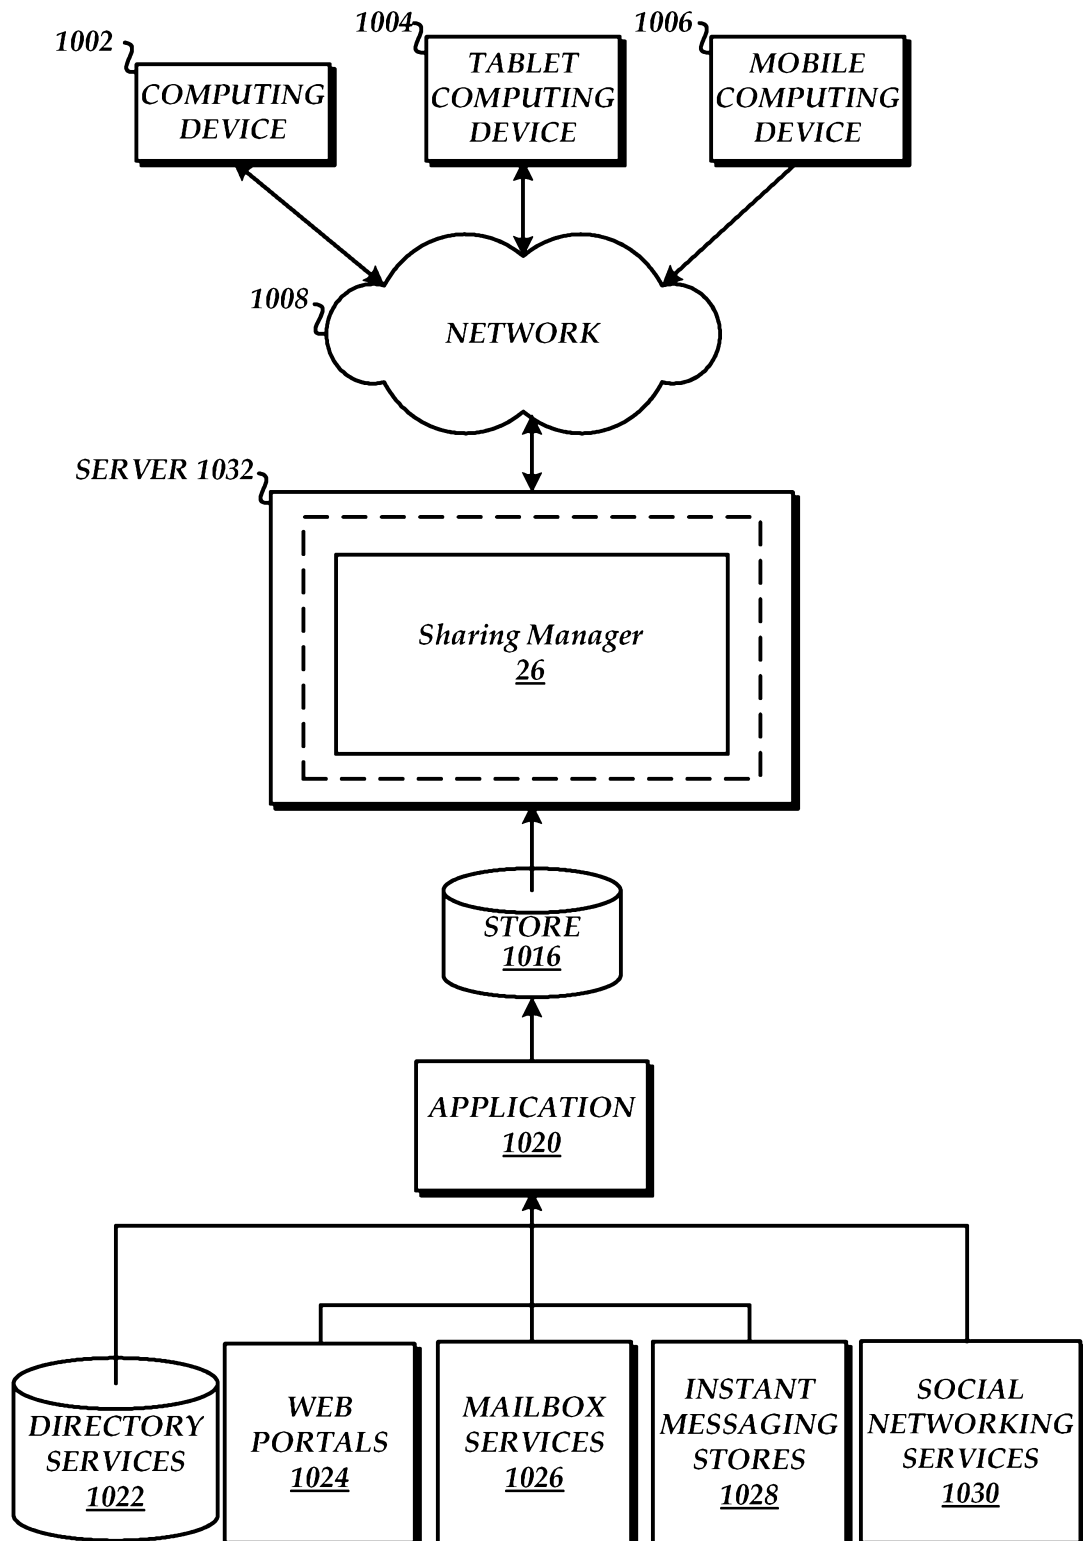 1002
1004
1006
COMPUTING
DEVICE
TABLET
COMPUTING
DEVICE
MOBILE
COMPUTING
DEVICE
1008
NETWORK
SERVER 1032
Sharing Manager
26
STORE
1016
APPLICATION
1020
DIRECTORY
SERVICES
1022
WEB
PORTALS
1024
MAILBOX
SERVICES
1026
INSTANT
MESSAGING
STORES
1028
SOCIAL
NETWORKING
SERVICES
1030